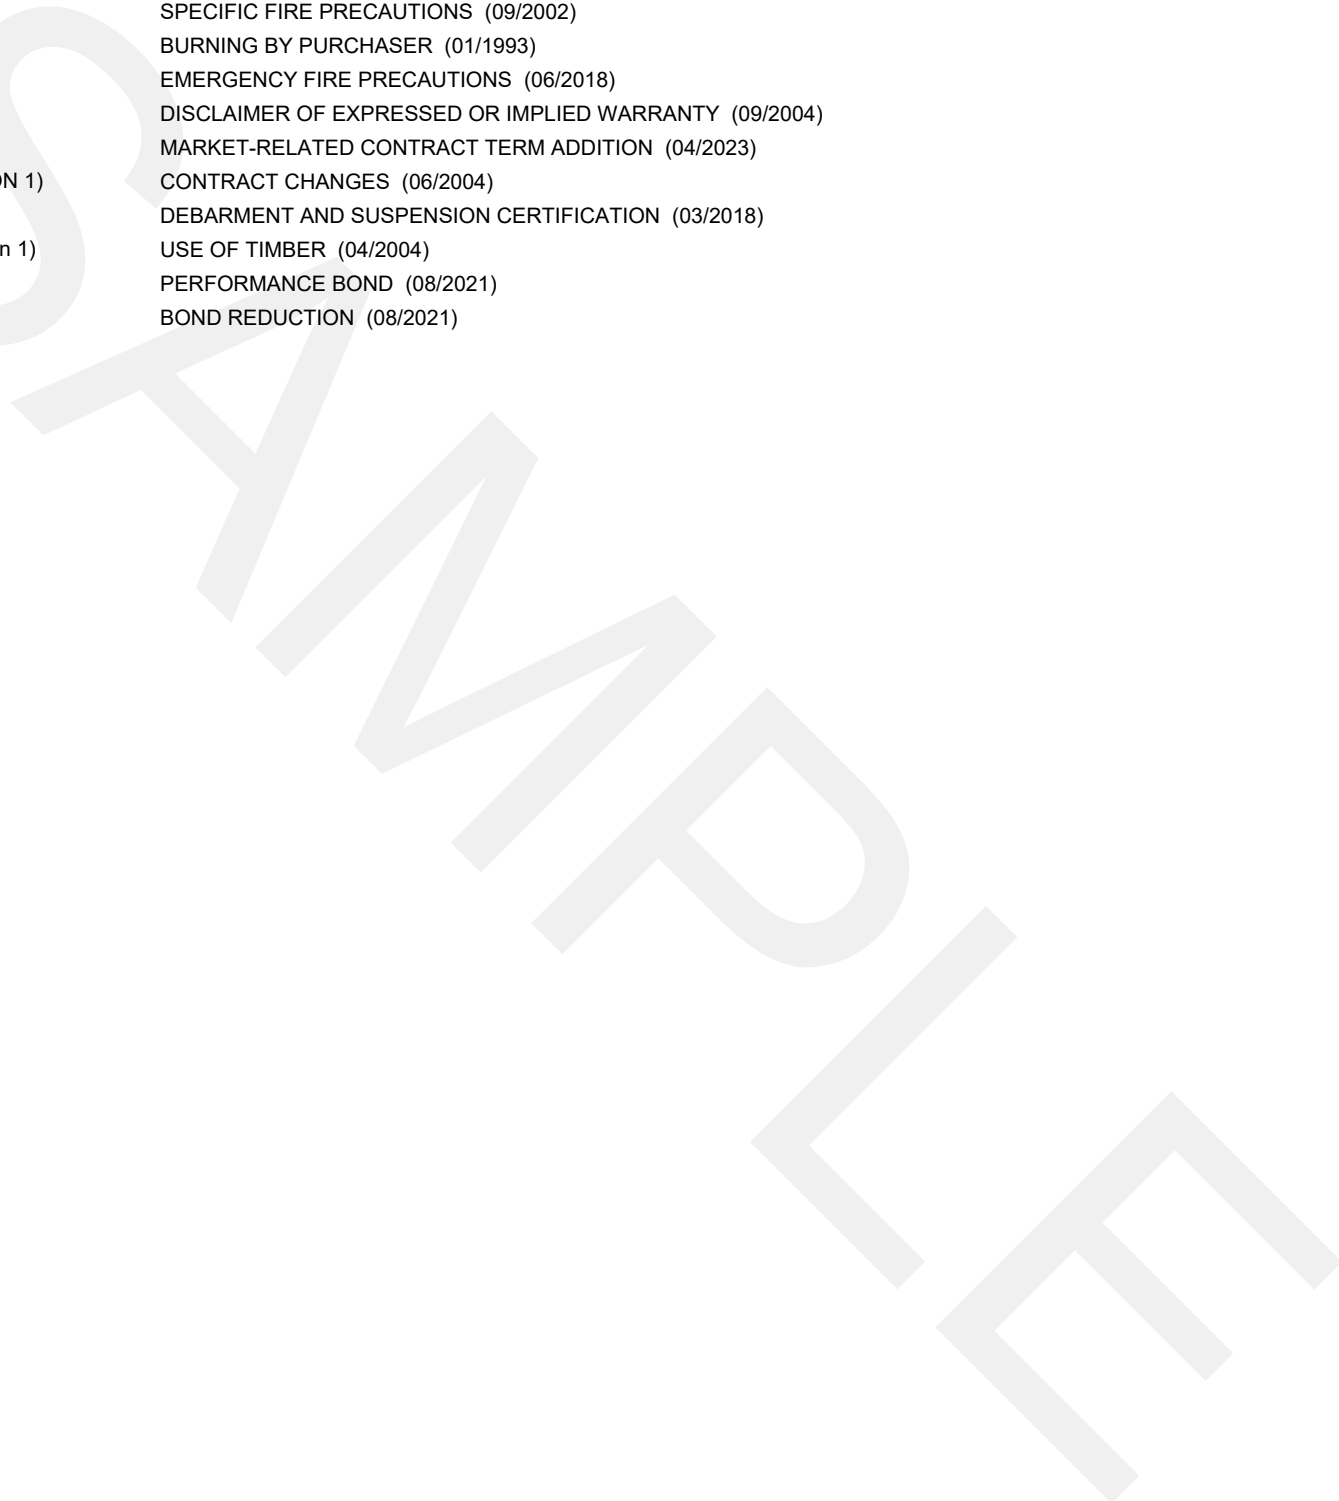 SPECIFIC FIRE PRECAUTIONS (09/2002)
BURNING BY PURCHASER (01/1993)
EMERGENCY FIRE PRECAUTIONS (06/2018)
DISCLAIMER OF EXPRESSED OR IMPLIED WARRANTY (09/2004)
MARKET-RELATED CONTRACT TERM ADDITION (04/2023)
N 1) CONTRACT CHANGES (06/2004)
DEBARMENT AND SUSPENSION CERTIFICATION (03/2018)
n 1) USE OF TIMBER (04/2004)
PERFORMANCE BOND (08/2021)
BOND REDUCTION (08/2021)
SAMPLE